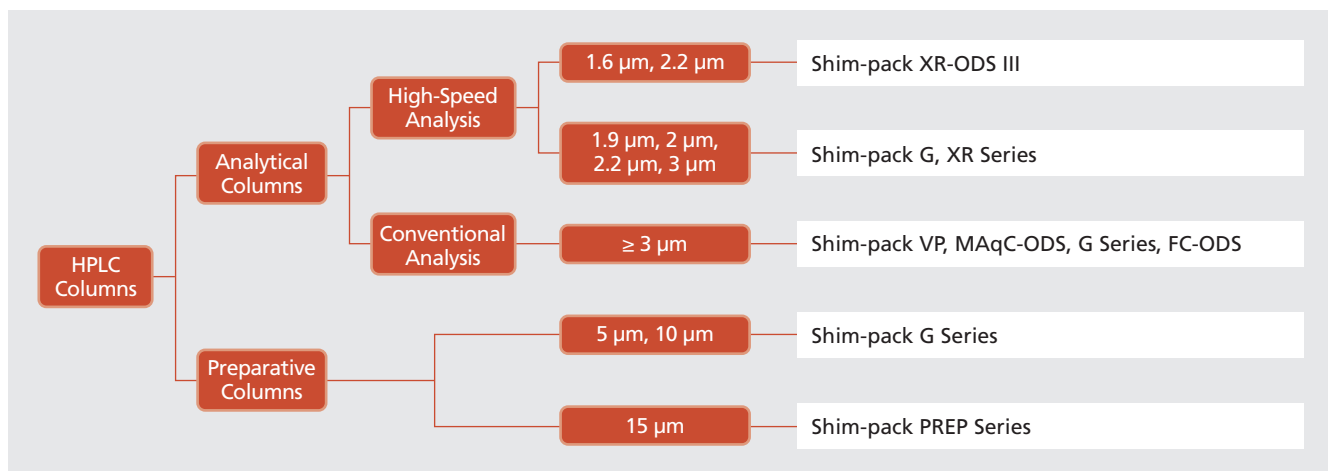 HPLC
Columns
Analytical
Columns
High-Speed
Analysis
1.6 µm, 2.2 µm
Shim-pack XR-ODS III
1.9 µm, 2 µm,
2.2 µm, 3 µm
Shim-pack G, XR Series
Conventional
Analysis
≥ 3 µm
Shim-pack VP, MAqC-ODS, G Series, FC-ODS
Preparative
Columns
5 µm, 10 µm
Shim-pack G Series
15 µm
Shim-pack PREP Series